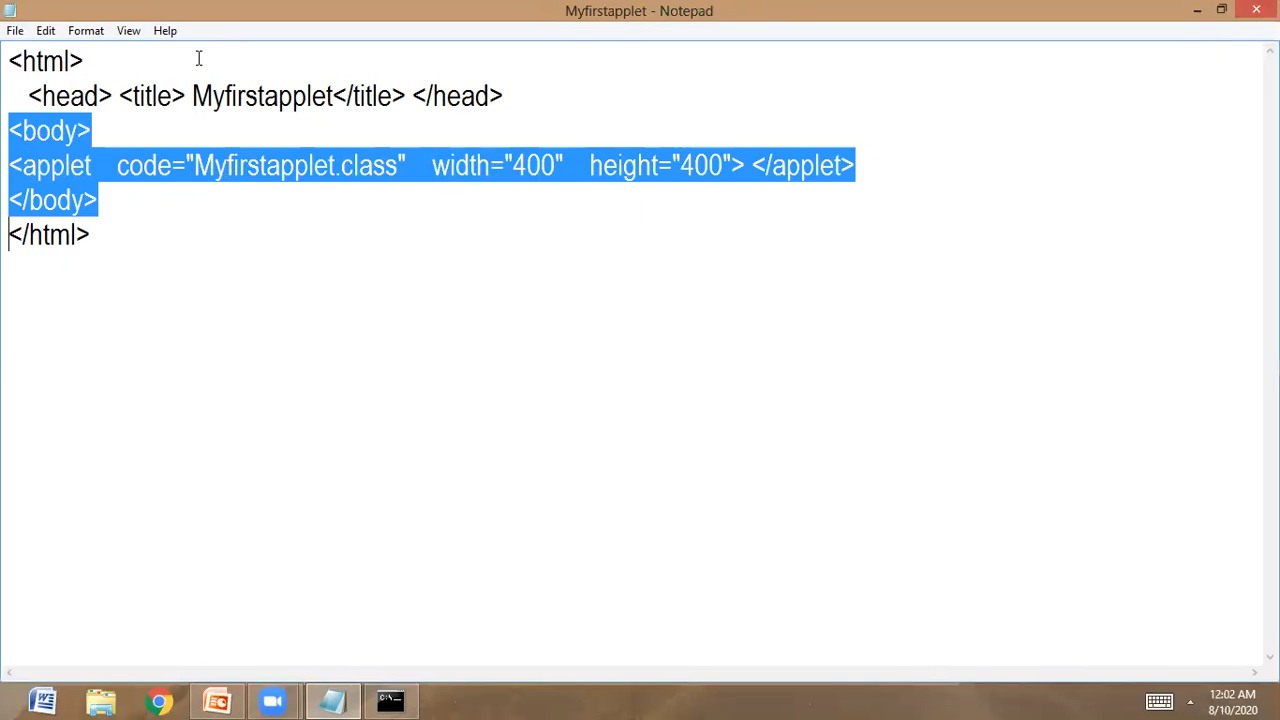 Myfirstapplet - Notepad
File Edit Format View Help
<html>
<head> <title> Myfirstapplet</title> </head>
<body>
<applet code="Myfirstapplet.class" width="400" height="400"> </applet>
</body>
</html>
12:02 AM
8/10/2020